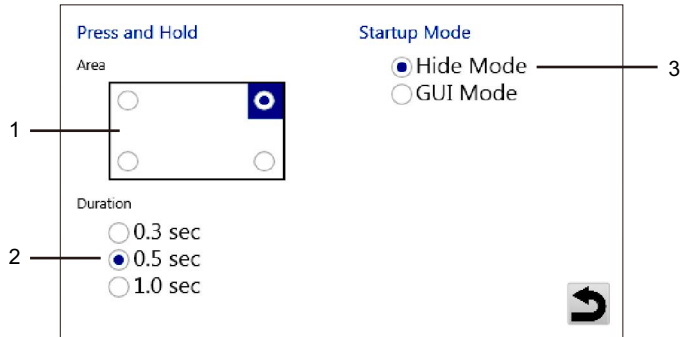 Press and Hold
Area
1
Duration
0.3 sec
2
0.5 sec
1.0 sec
Startup Mode
Hide Mode
3
GUI Mode